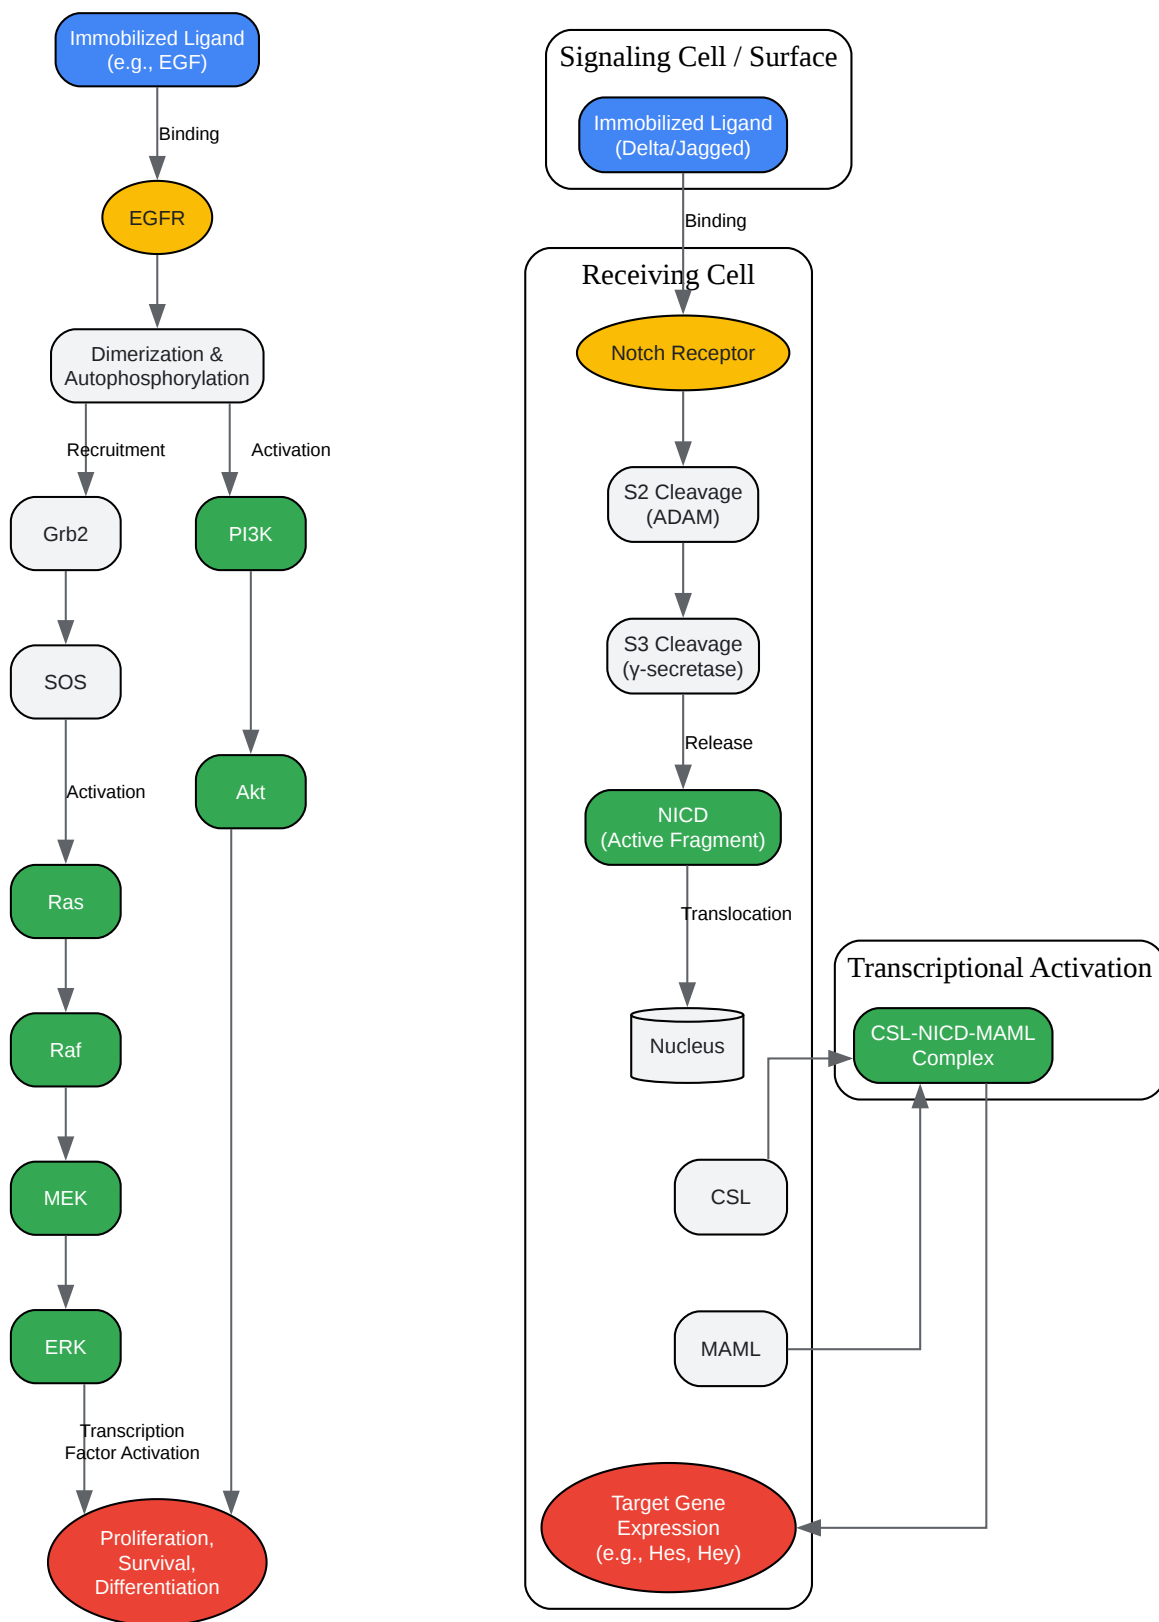 Immobilized Ligand
(e.g., EGF)
Binding
EGFR
Dimerization &
Autophosphorylation
Recruitment
Activation
Grb2
PI3K
SOS
Activation
Akt
Ras
Raf
MEK
ERK
Transcription
Factor Activation
Proliferation,
Survival,
Differentiation
Signaling Cell / Surface
Immobilized Ligand
(Delta/Jagged)
Binding
Receiving Cell
Notch Receptor
S2 Cleavage
(ADAM)
S3 Cleavage
(γ-secretase)
Release
NICD
(Active Fragment)
Translocation
Nucleus
Transcriptional Activation
CSL-NICD-MAML
Complex
CSL
MAML
Target Gene
Expression
(e.g., Hes, Hey)